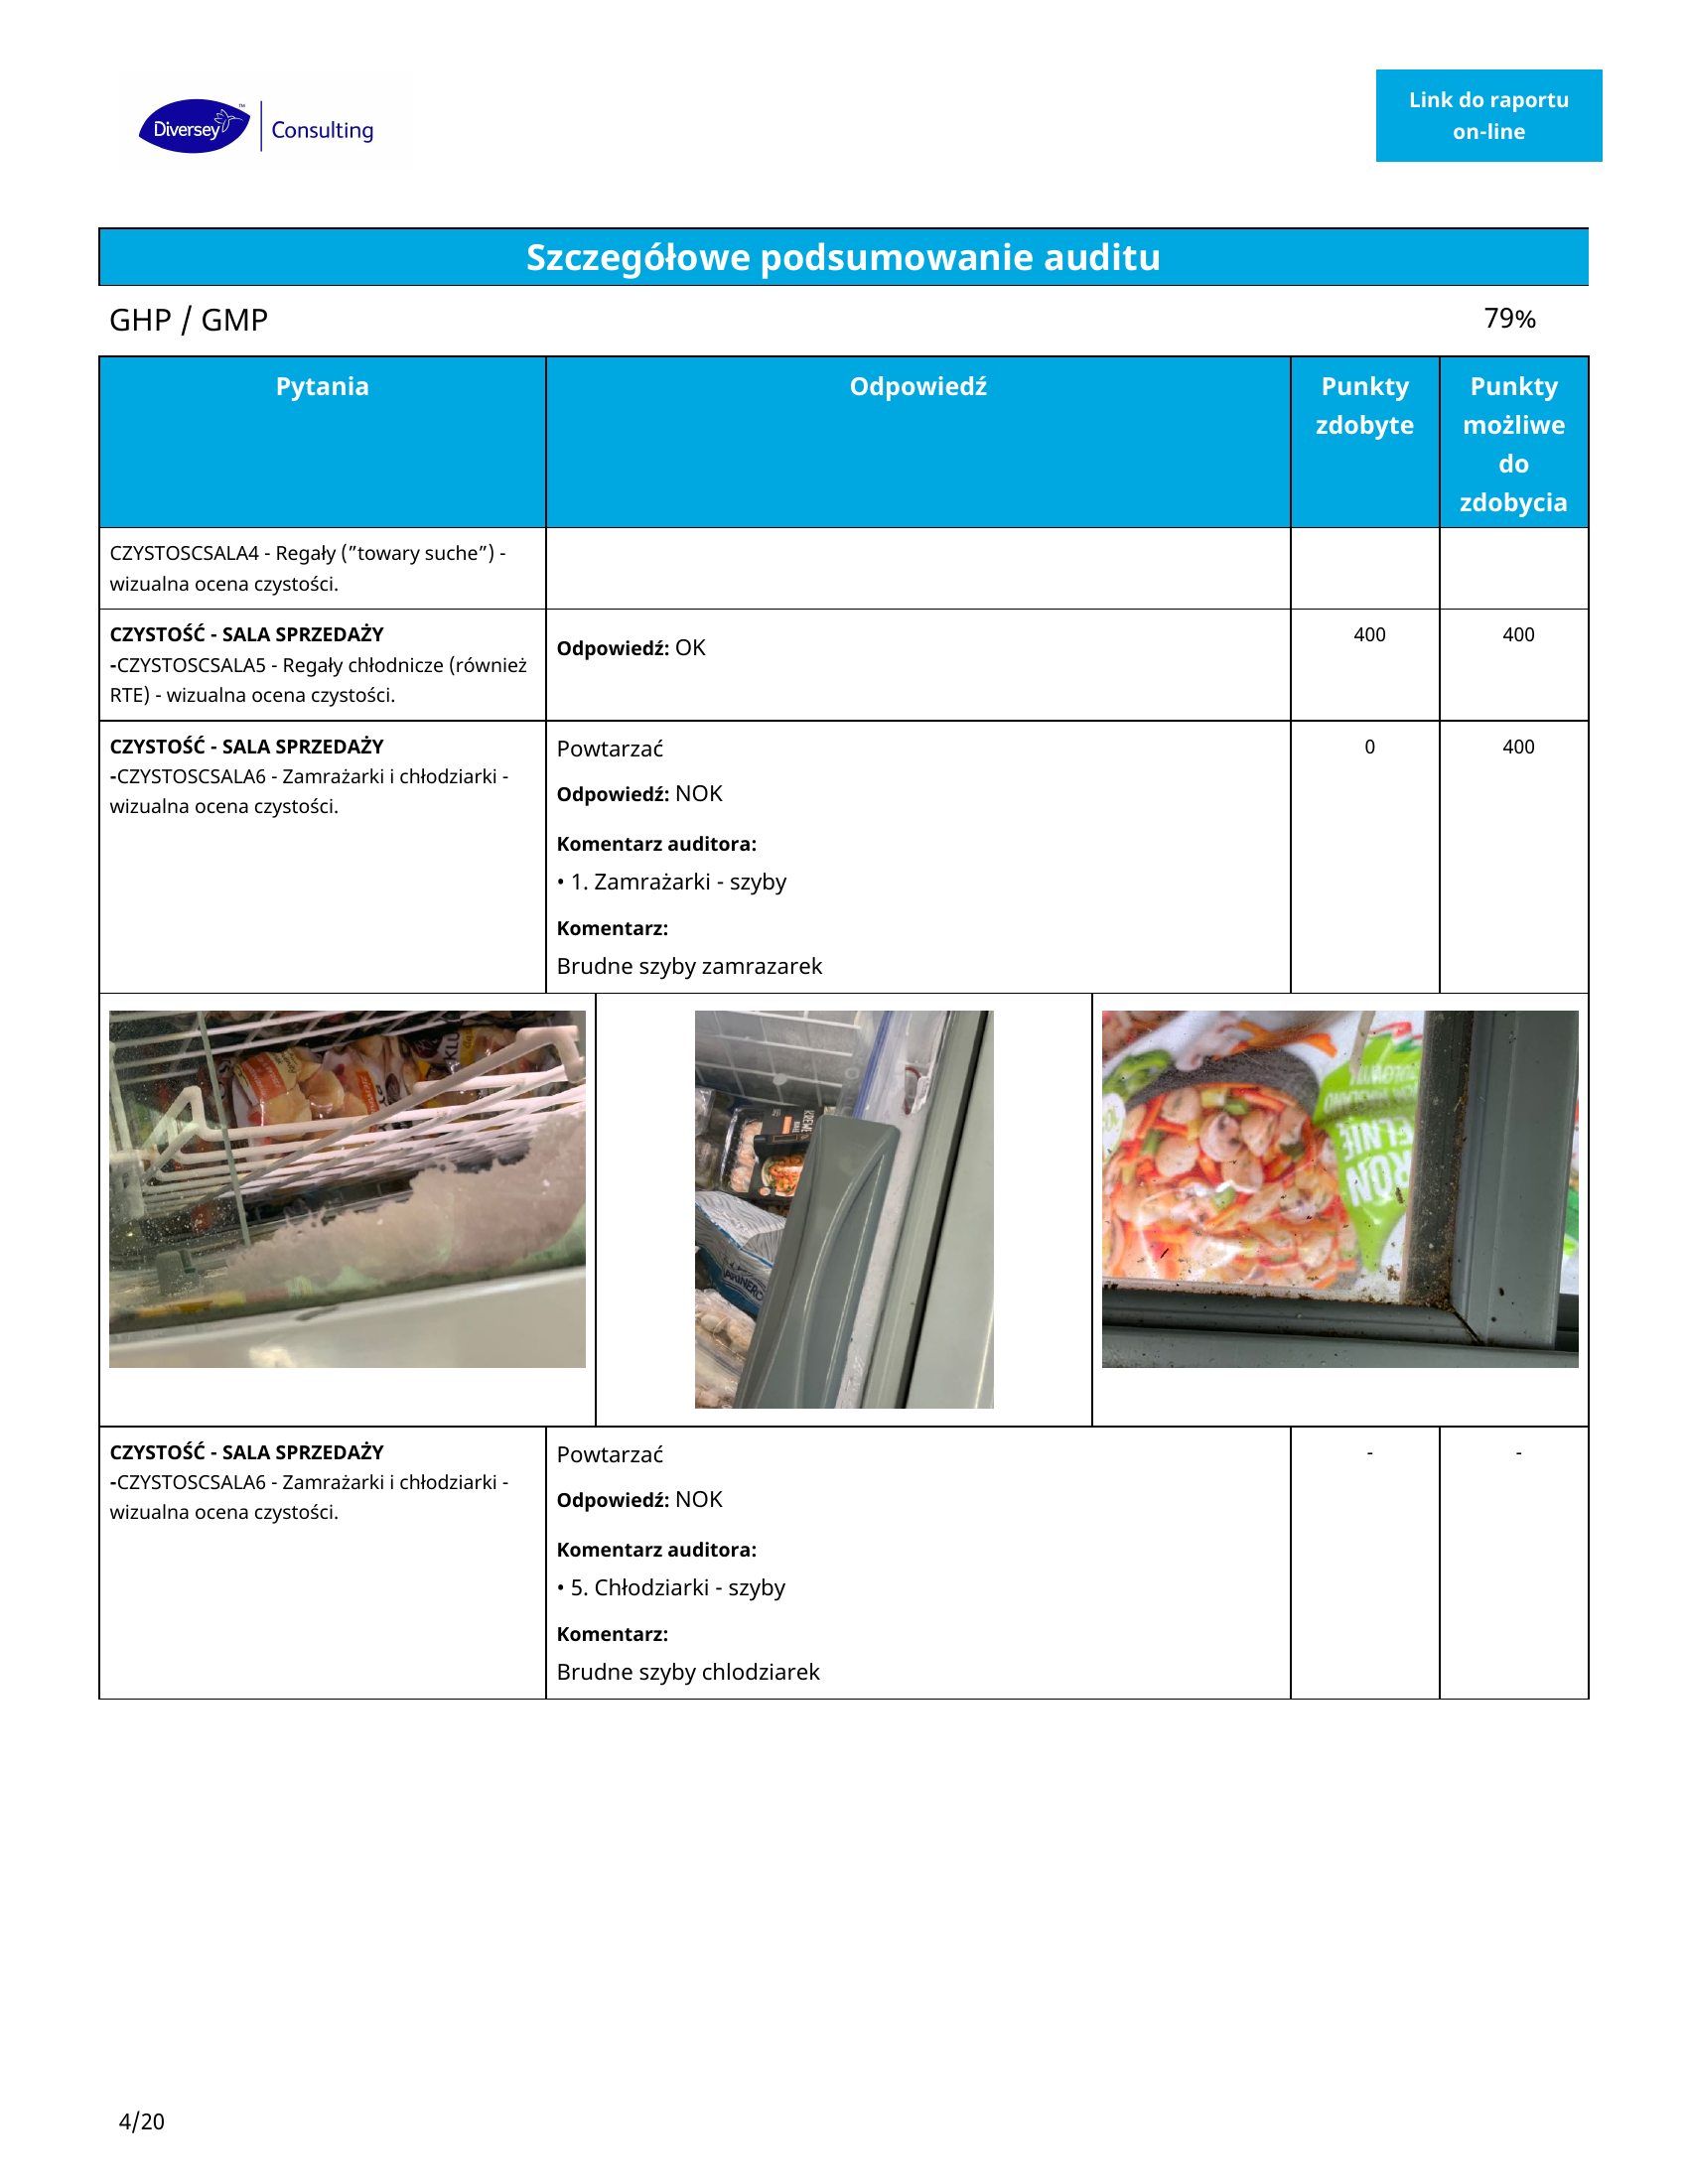 Diversey
™
Consulting
Link do raportu
on-line
Szczegółowe podsumowanie auditu
GHP / GMP
79%
Pytania
Odpowiedź
Punkty
zdobyte
Punkty
możliwe
do
zdobycia
CZYSTOSCSALA4 - Regały (”towary suche”) -
wizualna ocena czystości.
CZYSTOŚĆ - SALA SPRZEDAŻY
-CZYSTOSCSALA5 - Regały chłodnicze (również
RTE) - wizualna ocena czystości.
Odpowiedź: OK
400
400
CZYSTOŚĆ - SALA SPRZEDAŻY
-CZYSTOSCSALA6 - Zamrażarki i chłodziarki -
wizualna ocena czystości.
Powtarzać
Odpowiedź: NOK
Komentarz auditora:
• 1. Zamrażarki - szyby
Komentarz:
Brudne szyby zamrazarek
0
400
CZYSTOŚĆ - SALA SPRZEDAŻY
-CZYSTOSCSALA6 - Zamrażarki i chłodziarki -
wizualna ocena czystości.
Powtarzać
Odpowiedź: NOK
Komentarz auditora:
• 5. Chłodziarki - szyby
Komentarz:
Brudne szyby chlodziarek
-
-
4/20